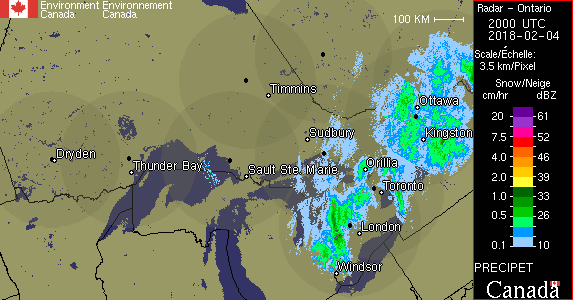 Environment Environnement
Canada Canada
100 KM
Timmins
Ottawa
Sudbury
Kingston
Dryden
Thunder Bay
Sault Ste. Marie
Orillia
Toronto
London
Windsor
Radar - Ontario
2000 UTC
2018-02-04
Scale/Échelle:
3.5 km/Pixel
Snow/Neige
cm/hr dBZ
20 61
7.5 52
4.0 46
2.0 39
1.0 33
0.5 26
0.1 10
PRECIPET
Canada